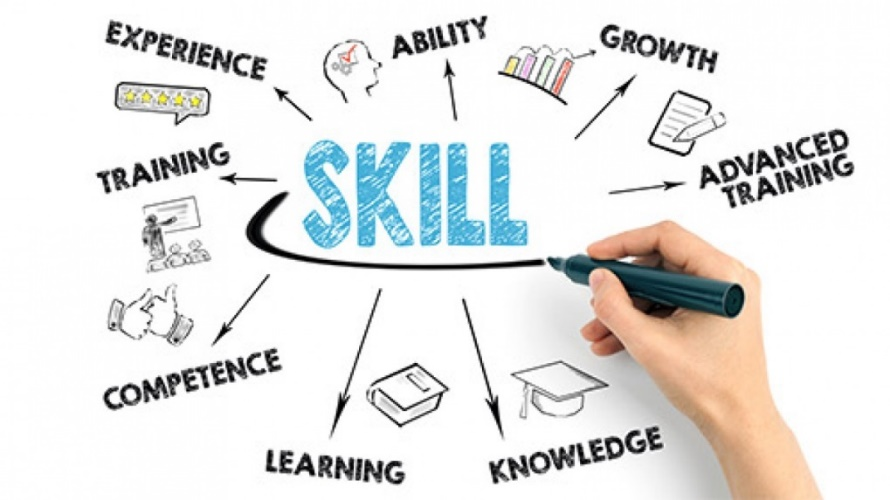 EXPERIENCE
ABILITY
GROWTH
SKILL
TRAINING
ADVANCED
TRAINING
COMPETENCE
LEARNING
KNOWLEDGE